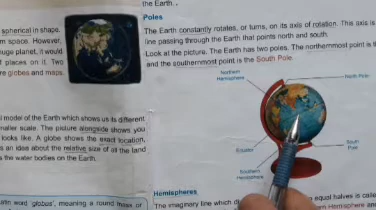 the Earth.
spherical in shape.
m space. However,
huge planet, it would
t places on it. Two
re globes and maps.
l model of the Earth which shows us its different
maller scale. The picture alongside shows you
looks like. A globe shows the exact location,
s an idea about the relative size of all the land
s the water bodies on the Earth.
atin word 'globus', meaning a round mass or
Poles
The Earth constantly rotates, or turns, on its axis of rotation. This axis is
line passing through the Earth that points north and south.
Look at the picture. The Earth has two poles. The northernmost point is t
and the southernmost point is the South Pole.
Northern
Hemisphere
North Pole
Equator
South
Pole
Southern
Hemisphere
Hemispheres
The imaginary line which di
equal halves is calle
Hemisphere an